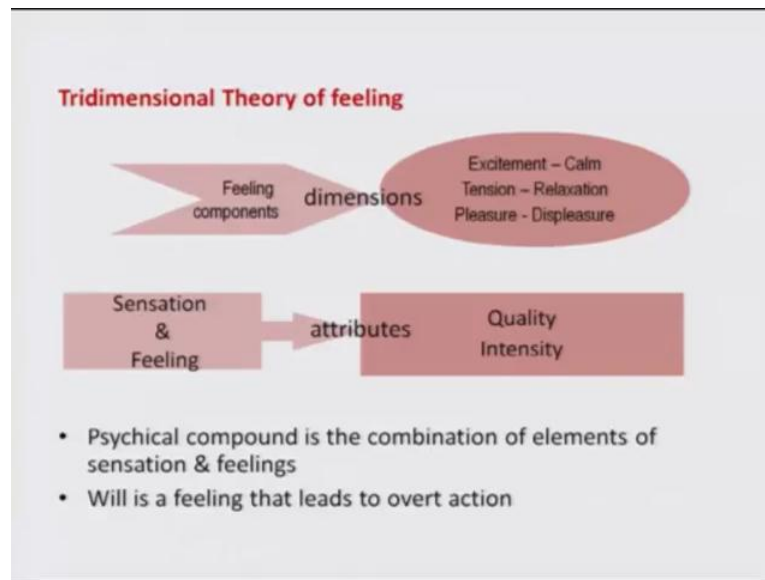 Tridimensional Theory of feeling
Feeling
components
dimensions
Excitement – Calm
Tension – Relaxation
Pleasure - Displeasure
Sensation
&
Feeling
attributes
Quality
Intensity
• Psychical compound is the combination of elements of
sensation & feelings
• Will is a feeling that leads to overt action